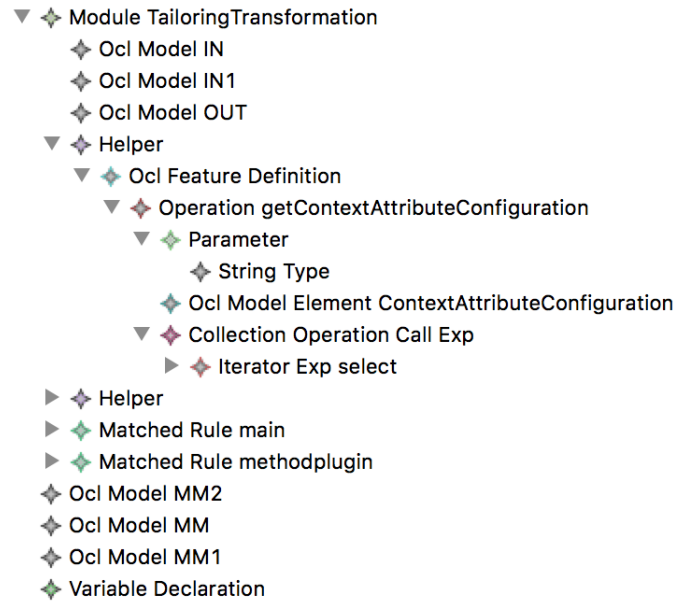 Module TailoringTransformation
Ocl Model IN
Ocl Model IN1
Ocl Model OUT
Helper
Ocl Feature Definition
Operation getContextAttributeConfiguration
Parameter
String Type
Ocl Model Element ContextAttributeConfiguration
Collection Operation Call Exp
Iterator Exp select
Helper
Matched Rule main
Matched Rule methodplugin
Ocl Model MM2
Ocl Model MM
Ocl Model MM1
Variable Declaration